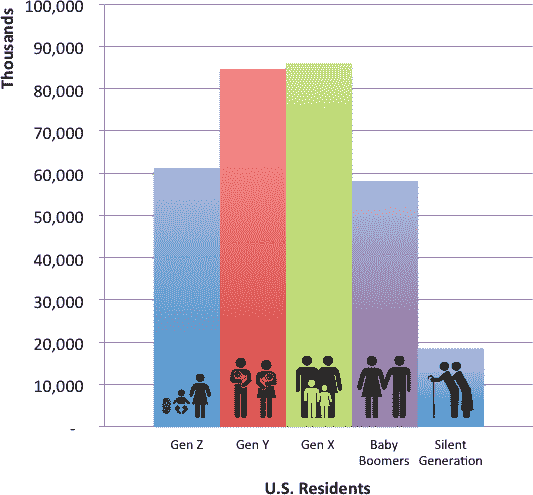 Thousands
100,000
90,000
80,000
70,000
60,000
50,000
40,000
30,000
20,000
10,000
-
Gen Z
Gen Y
Gen X
Baby
Boomers
Silent
Generation
U.S. Residents